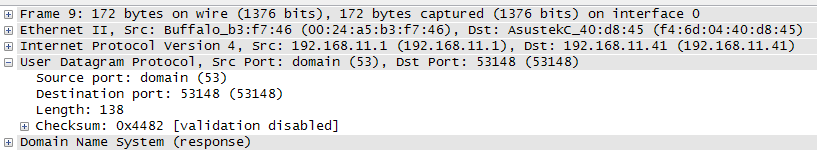 Frame 9: 172 bytes on wire (1376 bits), 172 bytes captured (1376 bits) on interface 0
Ethernet II, Src: Buffalo_b3:f7:46 (00:24:a5:b3:f7:46), Dst: AsustekC_40:d8:45 (f4:6d:04:40:d8:45)
Internet Protocol Version 4, Src: 192.168.11.1 (192.168.11.1), Dst: 192.168.11.41 (192.168.11.41)
User Datagram Protocol, Src Port: domain (53), Dst Port: 53148 (53148)
Source port: domain (53)
Destination port: 53148 (53148)
Length: 138
Checksum: 0x4482 [validation disabled]
Domain Name System (response)